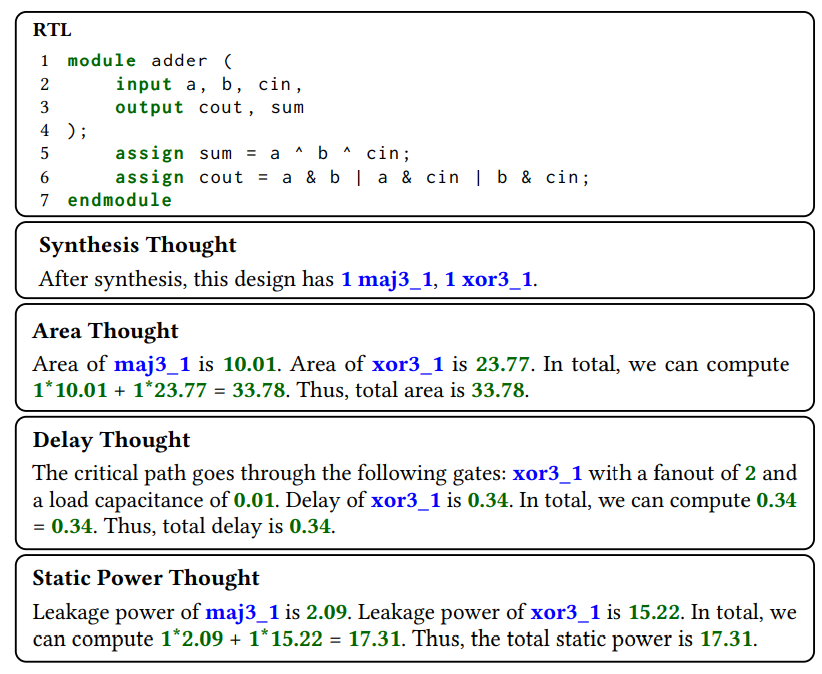 RTL
1 module adder (
2     input a, b, cin,
3     output cout, sum
4 );
5     assign sum = a ^ b ^ cin;
6     assign cout = a & b | a & cin | b & cin;
7 endmodule
Synthesis Thought
After synthesis, this design has 1 maj3_1, 1 xor3_1.
Area Thought
Area of maj3_1 is 10.01. Area of xor3_1 is 23.77. In total, we can compute
1*10.01 + 1*23.77 = 33.78. Thus, total area is 33.78.
Delay Thought
The critical path goes through the following gates: xor3_1 with a fanout of 2 and
a load capacitance of 0.01. Delay of xor3_1 is 0.34. In total, we can compute 0.34
= 0.34. Thus, total delay is 0.34.
Static Power Thought
Leakage power of maj3_1 is 2.09. Leakage power of xor3_1 is 15.22. In total, we
can compute 1*2.09 + 1*15.22 = 17.31. Thus, the total static power is 17.31.